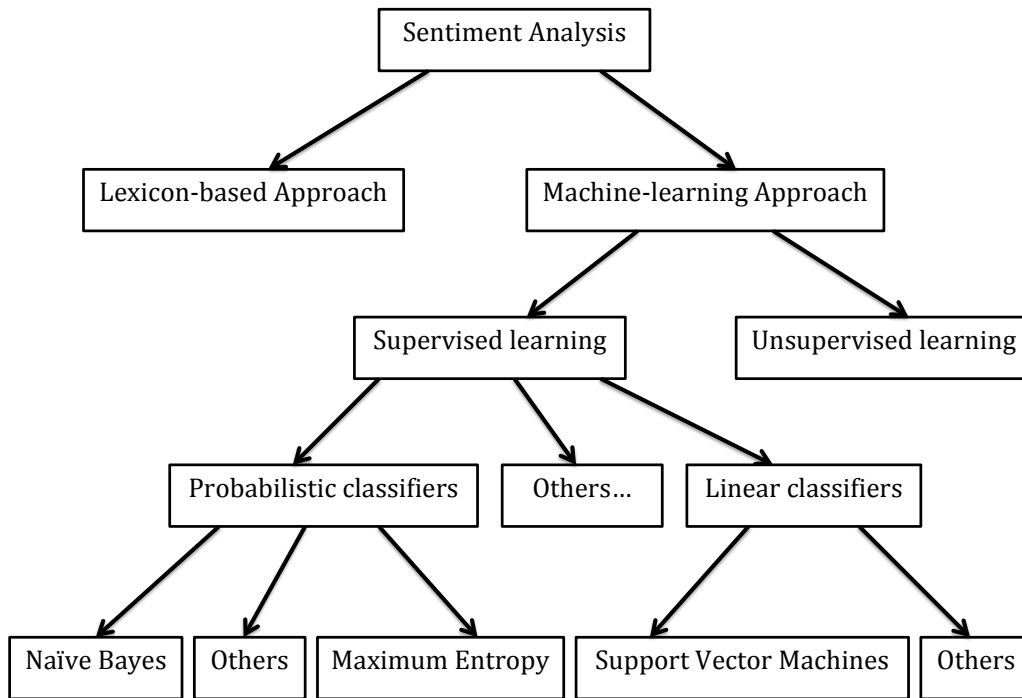 Sentiment Analysis
Lexicon-based Approach
Machine-learning Approach
Supervised learning
Unsupervised learning
Probabilistic classifiers
Others…
Linear classifiers
Naïve Bayes
Others
Maximum Entropy
Support Vector Machines
Others